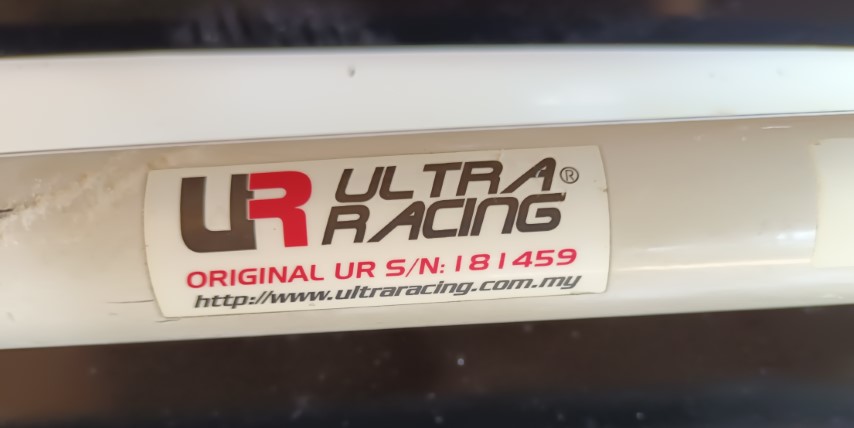 UR ULTRA®
RACING
ORIGINAL UR S/N: 181459
http://www.ultraracing.com.my